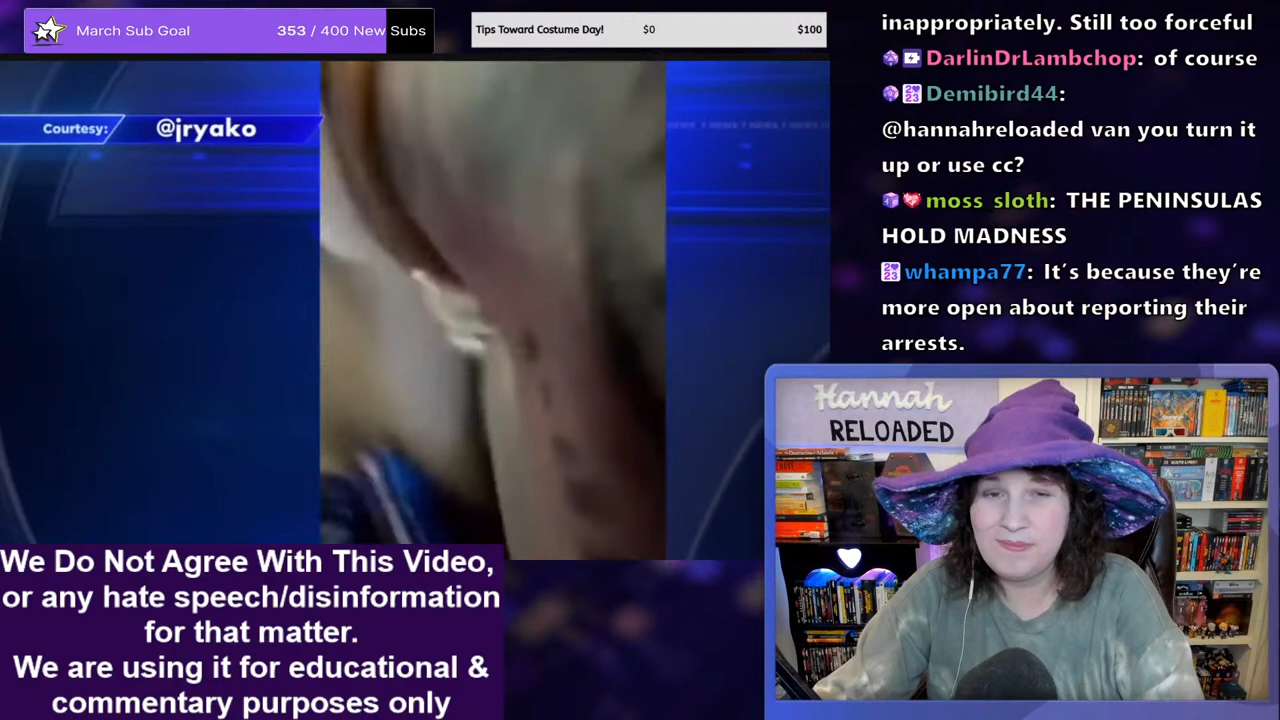 March Sub Goal 353 / 400 New Subs
Tips Toward Costume Day! $0 $100
Courtesy: @jryako
We Do Not Agree With This Video,
or any hate speech/disinformation
for that matter.
We are using it for educational &
commentary purposes only
inappropriately. Still too forceful
DarlinDrLambchop: of course
Demibird44:
@hannahreloaded van you turn it
up or use cc?
moss_sloth: THE PENINSULAS
HOLD MADNESS
whampa77: It's because they're
more open about reporting their
arrests.
Hannah
RELOADED